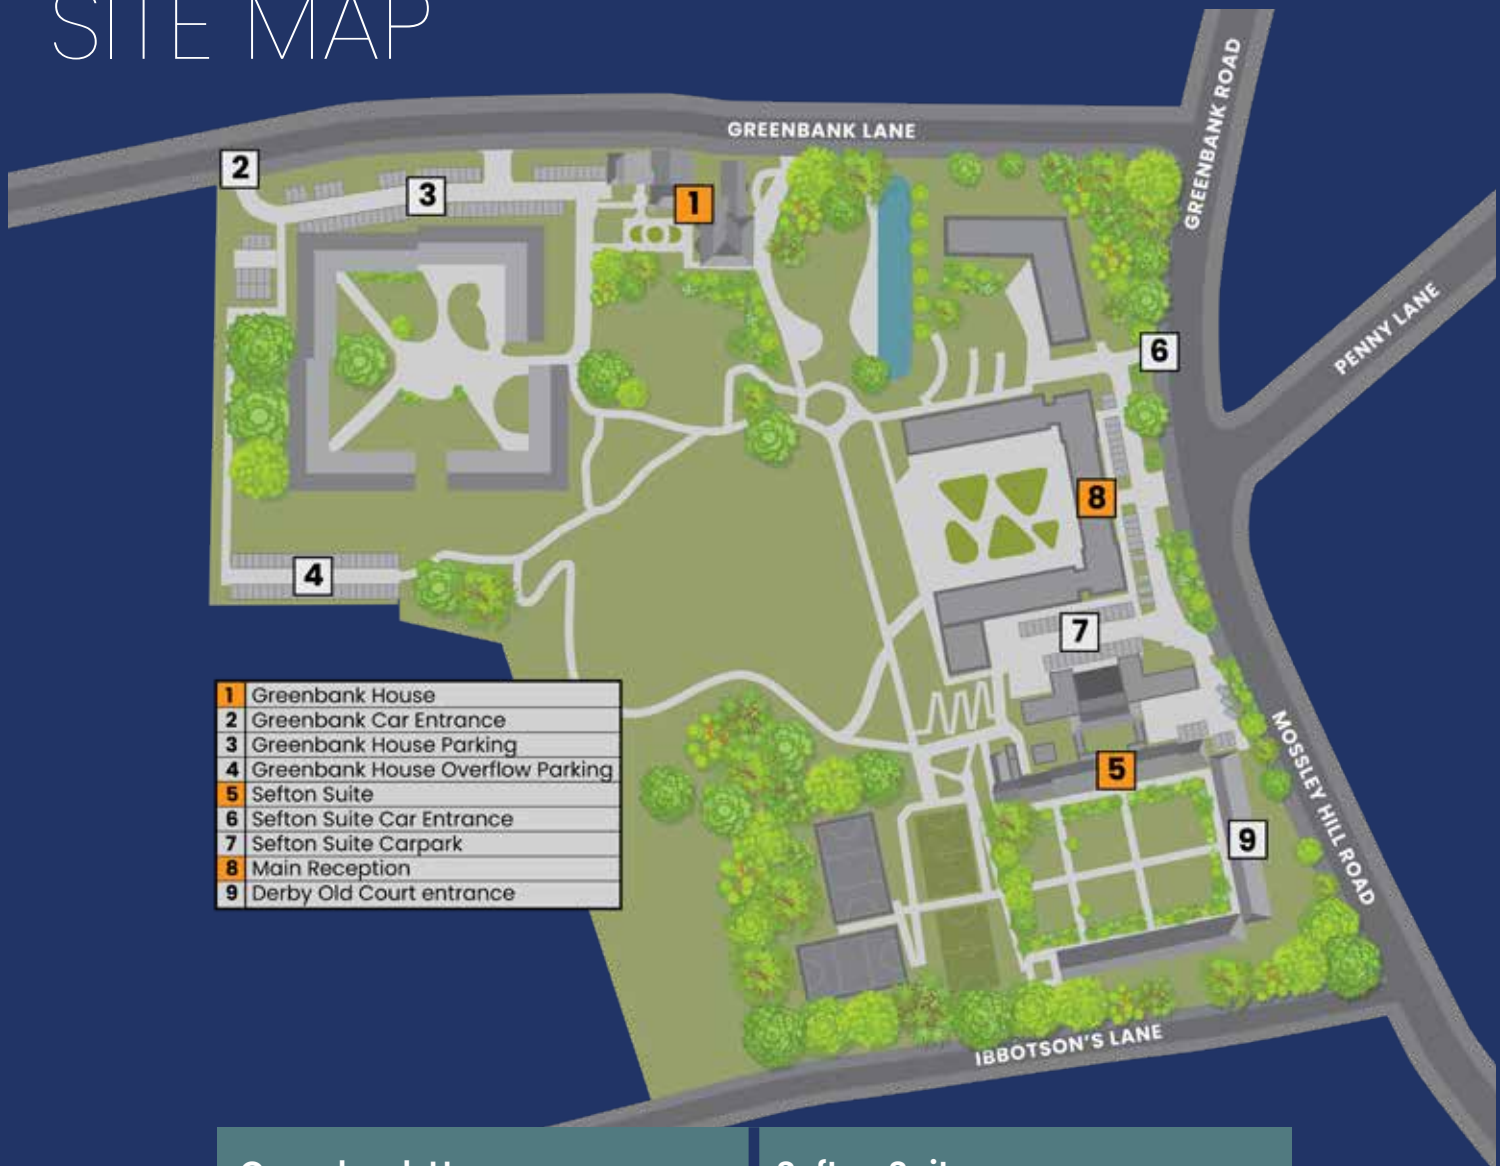 SITE MAP
GREENBANK LANE
GREENBANK ROAD
PENNY LANE
MOSSLEY HILL ROAD
IBBOTSON'S LANE
2
3
1
6
8
4
7
5
9
1 Greenbank House
2 Greenbank Car Entrance
3 Greenbank House Parking
4 Greenbank House Overflow Parking
5 Sefton Suite
6 Sefton Suite Car Entrance
7 Sefton Suite Carpark
8 Main Reception
9 Derby Old Court entrance